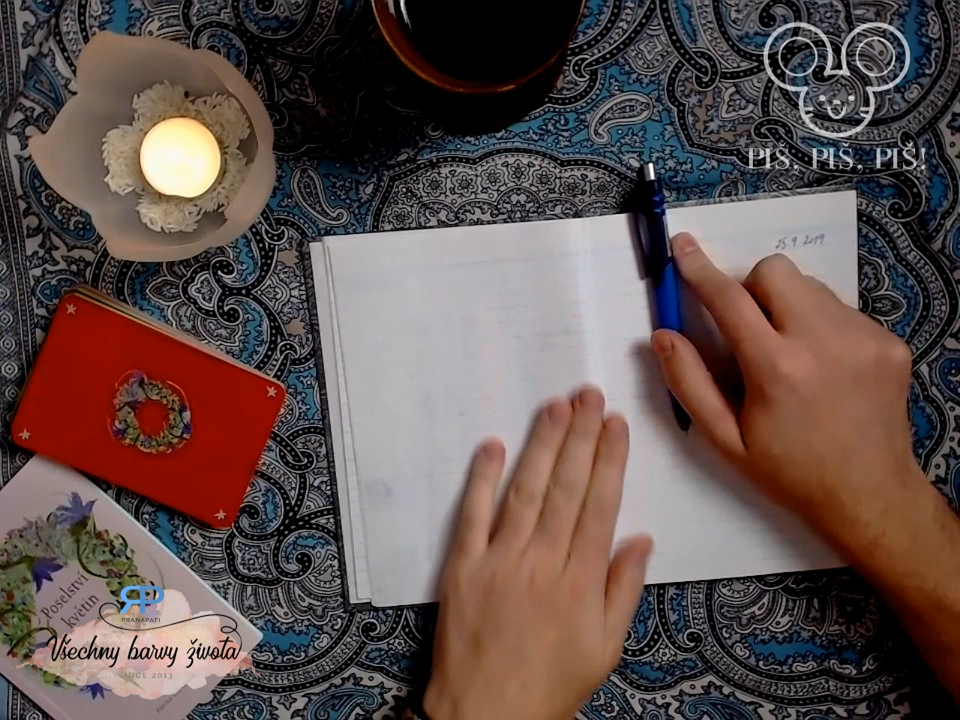 PIŠ, PIŠ, PIŠ!
25 9 2019
Poselství
květin
PRANAPATI
Všechny barvy života
SINCE 2013